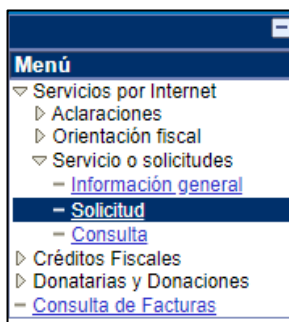 Menú
Servicios por Internet
Aclaraciones
Orientación fiscal
Servicio o solicitudes
Información general
Solicitud
Consulta
Créditos Fiscales
Donatarias y Donaciones
Consulta de Facturas